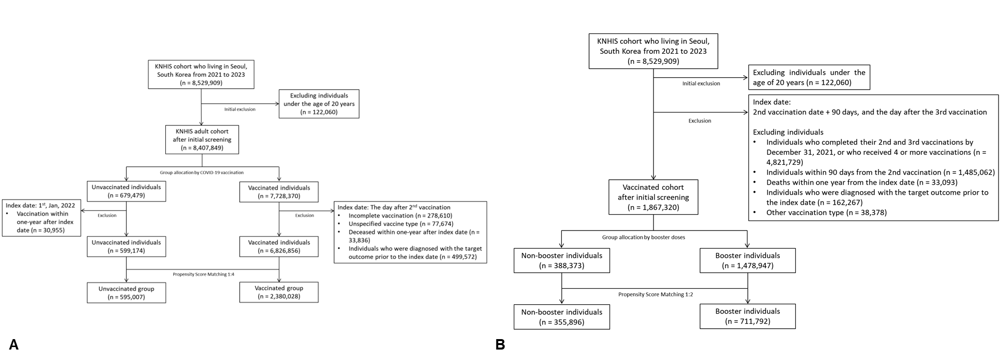 KNHIS cohort who living in Seoul,
South Korea from 2021 to 2023
(n = 8,529,909)
Excluding individuals
under the age of 20 years
(n = 122,060)
Initial exclusion
KNHIS adult cohort
after initial screening
(n = 8,407,849)
Group allocation by COVID-19 vaccination
Unvaccinated individuals
(n = 679,479)
Vaccinated individuals
(n = 7,728,370)
Index date: 1st, Jan, 2022
• Vaccination within
one-year after index
date (n = 30,955)
Exclusion
Exclusion
Index date: The day after 2nd vaccination
• Incomplete vaccination (n = 278,610)
• Unspecified vaccine type (n = 77,674)
• Deceased within one-year after index date (n =
33,836)
• Individuals who were diagnosed with the target
outcome prior to the index date (n = 499,572)
Unvaccinated individuals
(n = 599,174)
Vaccinated individuals
(n = 6,826,856)
Propensity Score Matching 1:4
Unvaccinated group
(n = 595,007)
Vaccinated group
(n = 2,380,028)
A
KNHIS cohort who living in Seoul,
South Korea from 2021 to 2023
(n = 8,529,909)
Excluding individuals under the
age of 20 years (n = 122,060)
Initial exclusion
Exclusion
Index date:
2nd vaccination date + 90 days, and the day after the 3rd vaccination
Excluding individuals
• Individuals who completed their 2nd and 3rd vaccinations by
December 31, 2021, or who received 4 or more vaccinations (n =
4,821,729)
• Individuals within 90 days from the 2nd vaccination (n = 1,485,062)
• Deaths within one year from the index date (n = 33,093)
• Individuals who were diagnosed with the target outcome prior to
the index date (n = 162,267)
• Other vaccination type (n = 38,378)
Vaccinated cohort
after initial screening
(n = 1,867,320)
Group allocation by booster doses
Non-booster individuals
(n = 388,373)
Booster individuals
(n = 1,478,947)
Propensity Score Matching 1:2
Non-booster individuals
(n = 355,896)
Booster individuals
(n = 711,792)
B